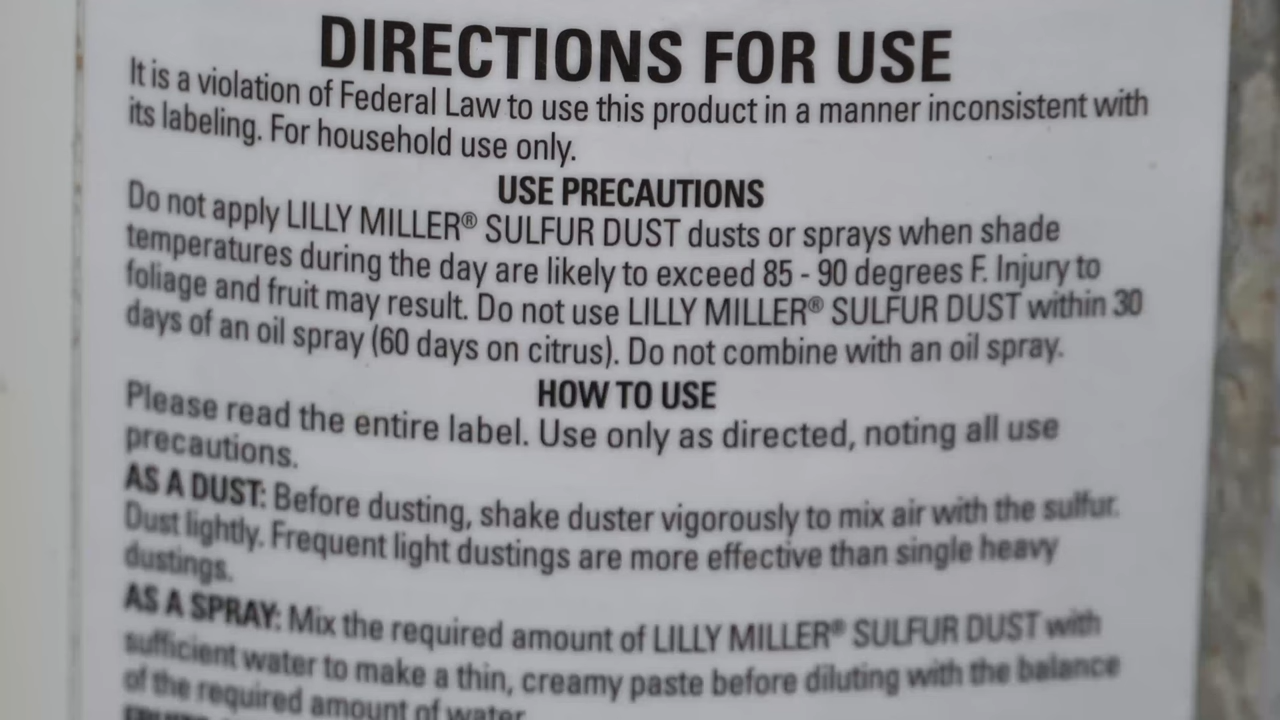 DIRECTIONS FOR USE
It is a violation of Federal Law to use this product in a manner inconsistent with
its labeling. For household use only.
USE PRECAUTIONS
Do not apply LILLY MILLER® SULFUR DUST dusts or sprays when shade
temperatures during the day are likely to exceed 85 - 90 degrees F. Injury to
foliage and fruit may result. Do not use LILLY MILLER® SULFUR DUST within 30
days of an oil spray (60 days on citrus). Do not combine with an oil spray.
HOW TO USE
Please read the entire label. Use only as directed, noting all use
precautions.
AS A DUST: Before dusting, shake duster vigorously to mix air with the sulfur.
Dust lightly. Frequent light dustings are more effective than single heavy
dustings.
AS A SPRAY: Mix the required amount of LILLY MILLER® SULFUR DUST with
sufficient water to make a thin, creamy paste before diluting with the balance
of the required amount of water